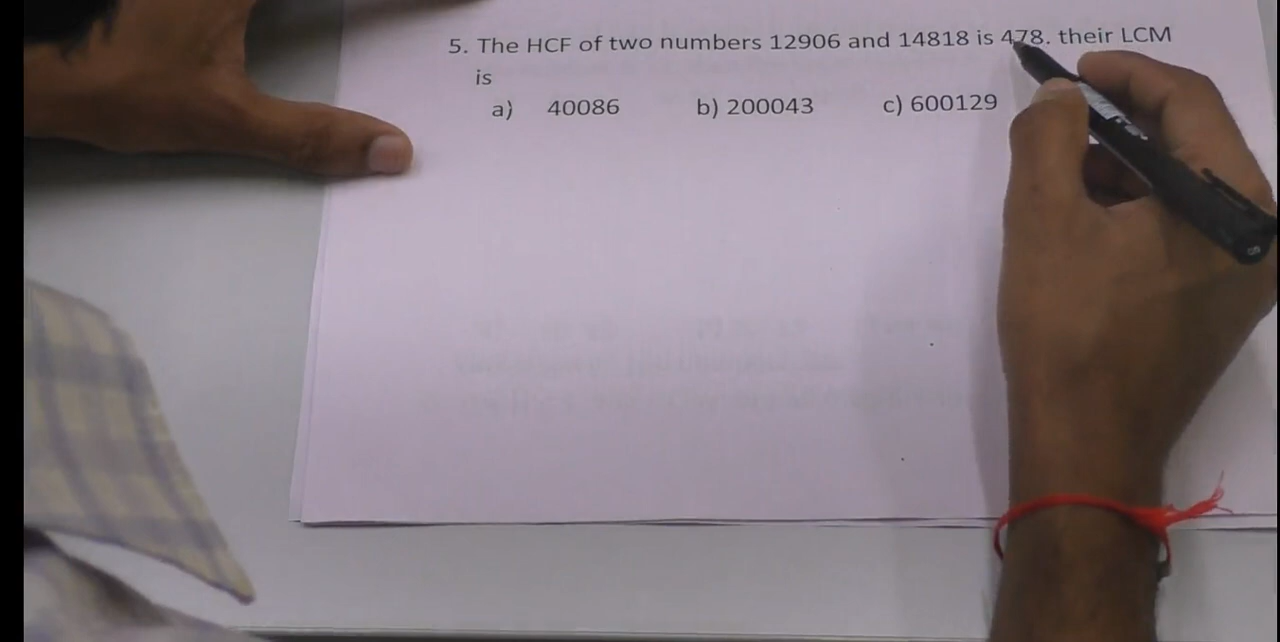 5. The HCF of two numbers 12906 and 14818 is 478. their LCM
is
a) 40086 b) 200043 c) 600129